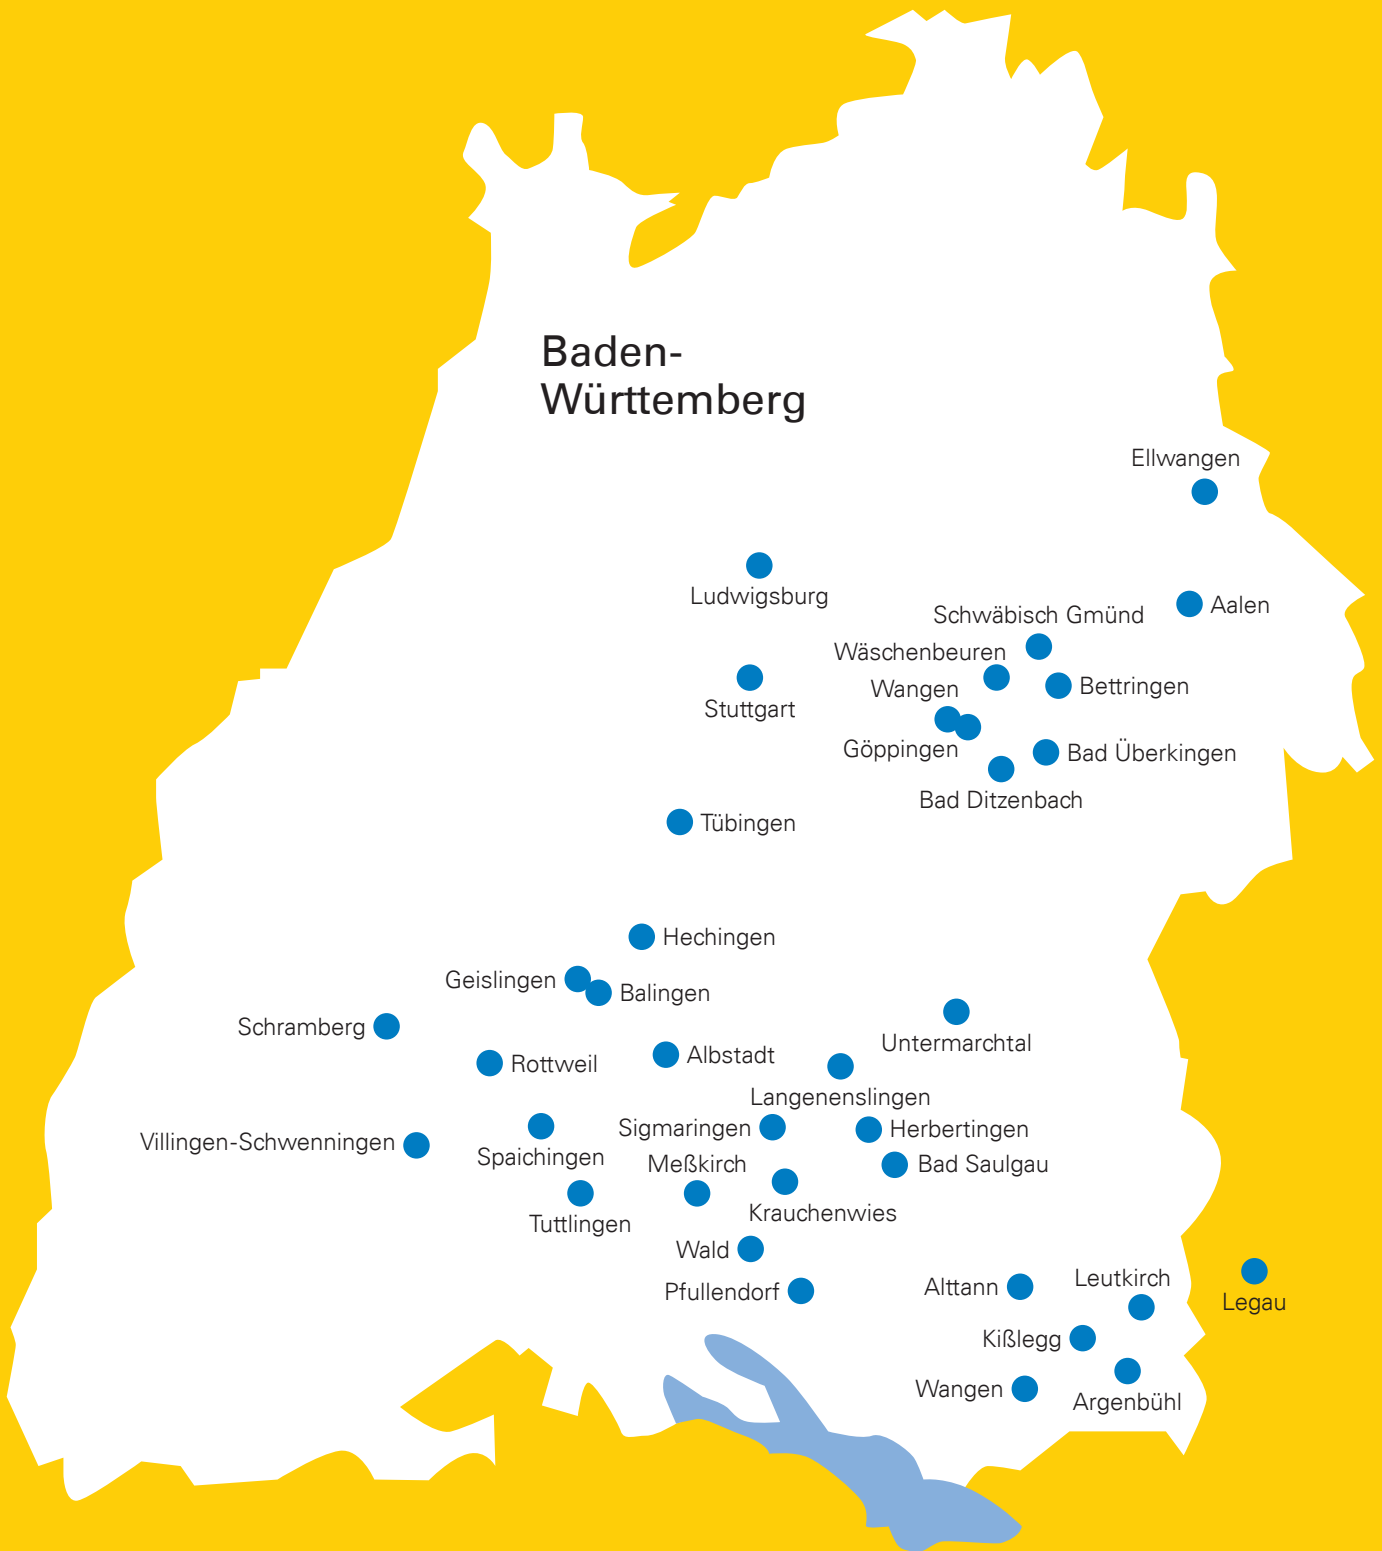 Baden-
Württemberg
Ellwangen
Ludwigsburg
Aalen
Schwäbisch Gmünd
Wäschenbeuren
Wangen
Bettringen
Stuttgart
Göppingen
Bad Überkingen
Bad Ditzenbach
Tübingen
Hechingen
Geislingen
Balingen
Schramberg
Untermarchtal
Albstadt
Rottweil
Langenenslingen
Sigmaringen
Herbertingen
Villingen-Schwenningen
Spaichingen
Meßkirch
Bad Saulgau
Krauchenwies
Tuttlingen
Wald
Pfullendorf
Alttann
Leutkirch
Legau
Kißlegg
Wangen
Argenbühl